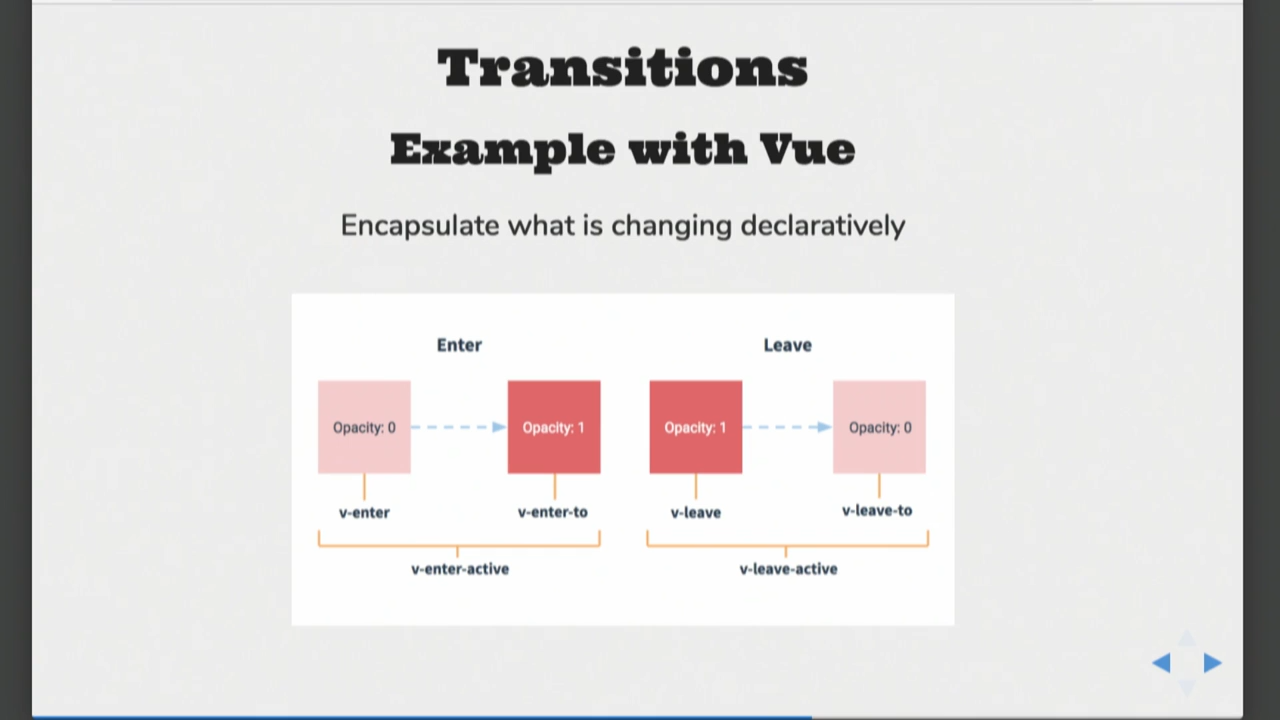 Transitions
Example with Vue
Encapsulate what is changing declaratively
Enter
Leave
Opacity: 0
Opacity: 1
Opacity: 1
Opacity: 0
v-enter
v-enter-to
v-leave
v-leave-to
v-enter-active
v-leave-active